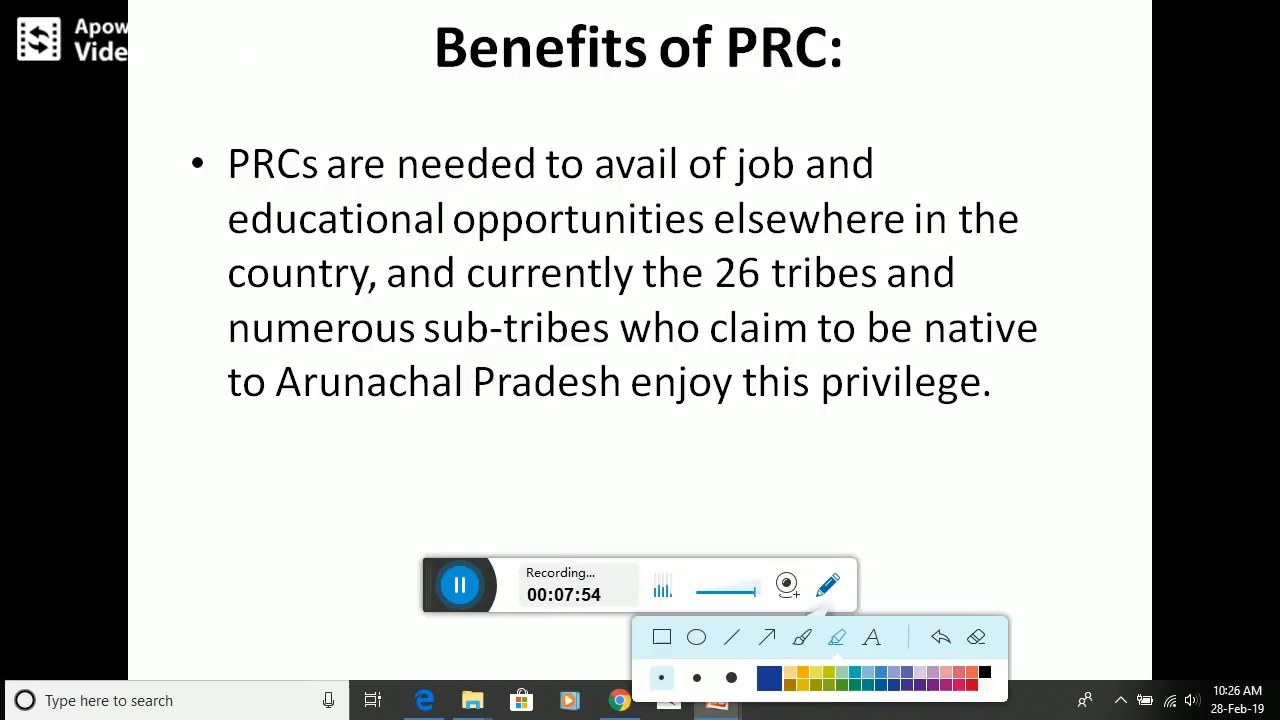 Apow
Vide
Benefits of PRC:
• PRCs are needed to avail of job and
educational opportunities elsewhere in the
country, and currently the 26 tribes and
numerous sub-tribes who claim to be native
to Arunachal Pradesh enjoy this privilege.
Recording...
00:07:54
A
Type here to search
10:26 AM
28-Feb-19